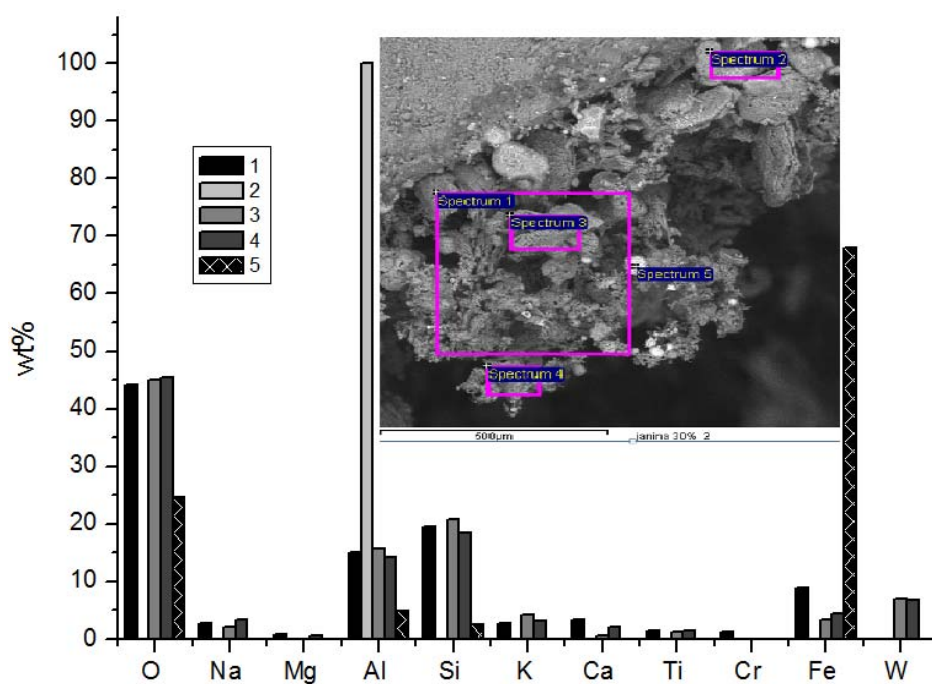 100
90
80
70
60
50
40
30
20
10
0
wt%
1
2
3
4
5
Spectrum 2
Spectrum 1
Spectrum 3
Spectrum 5
Spectrum 4
500µm
janina 30% 2
O Na Mg Al Si K Ca Ti Cr Fe W